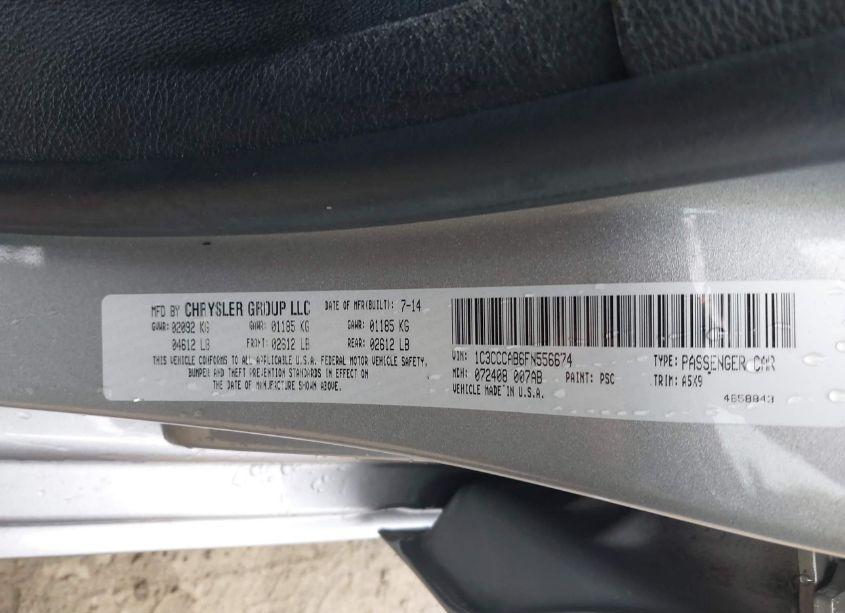 MFD BY CHRYSLER GROUP LLC DATE OF MFR(BUILT): 7-14
GVWR: 02092 KG GAWR: 01185 KG GAWR: 01185 KG
04612 LB FRONT: 02612 LB REAR: 02612 LB
THIS VEHICLE CONFORMS TO ALL APPLICABLE U.S.A. FEDERAL MOTOR VEHICLE SAFETY,
BUMPER AND THEFT PREVENTION STANDARDS IN EFFECT ON
THE DATE OF MANUFACTURE SHOWN ABOVE.
VIN: 1C3CCCAB6FN556674 TYPE: PASSENGER CAR
MDH: 072408 007AB PAINT: PSC TRIM: A5X9
VEHICLE MADE IN U.S.A. 4658843